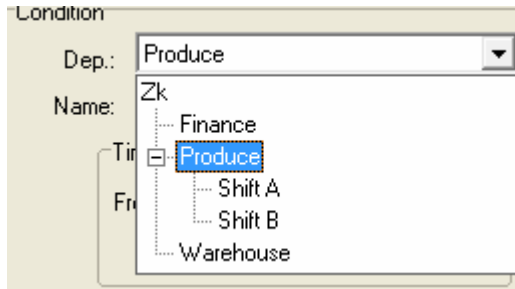 Condition
Dep.: Produce
Zk
Name:
Finance
Produce
Shift A
Shift B
Warehouse